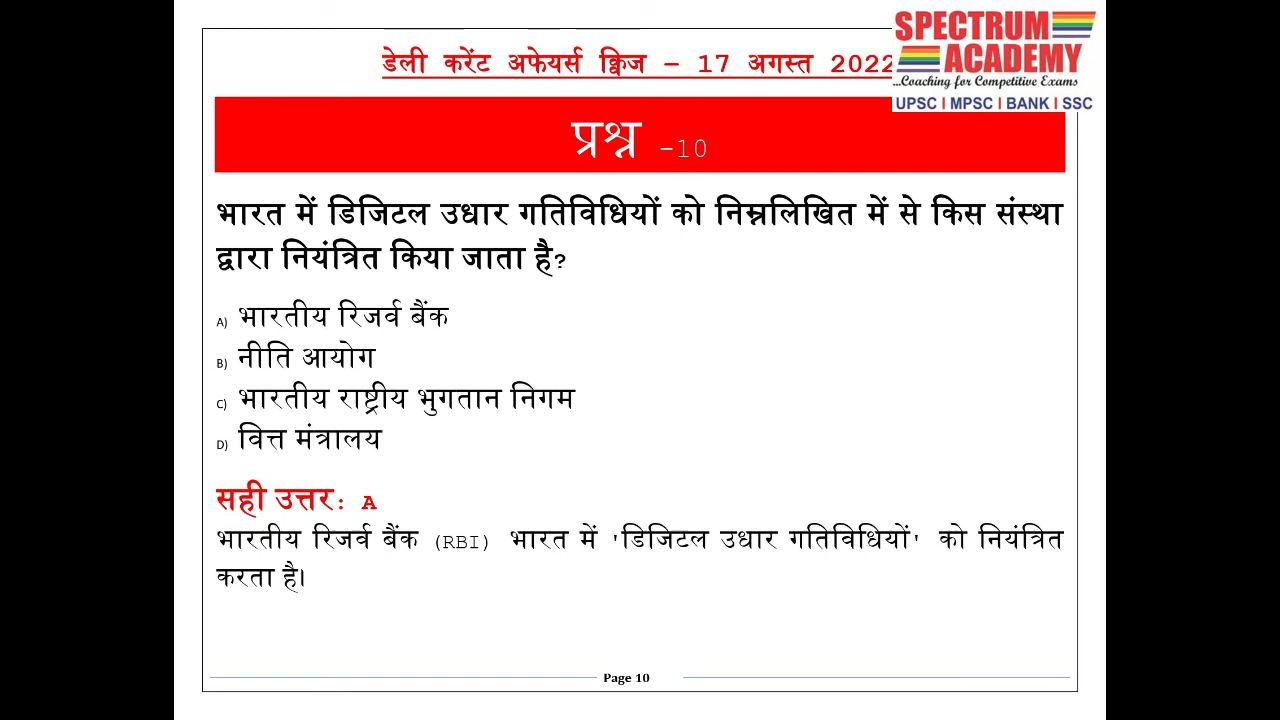 SPECTRUM
ACADEMY
...Coaching for Competitive Exams
UPSC I MPSC I BANK I SSC
डेली करेंट अफेयर्स क्विज – 17 अगस्त 2022
प्रश्न -10
भारत में डिजिटल उधार गतिविधियों को निम्नलिखित में से किस संस्था
द्वारा नियंत्रित किया जाता है?
A) भारतीय रिजर्व बैंक
B) नीति आयोग
C) भारतीय राष्ट्रीय भुगतान निगम
D) वित्त मंत्रालय
सही उत्तर: A
भारतीय रिजर्व बैंक (RBI) भारत में 'डिजिटल उधार गतिविधियों' को नियंत्रित
करता है।
Page 10